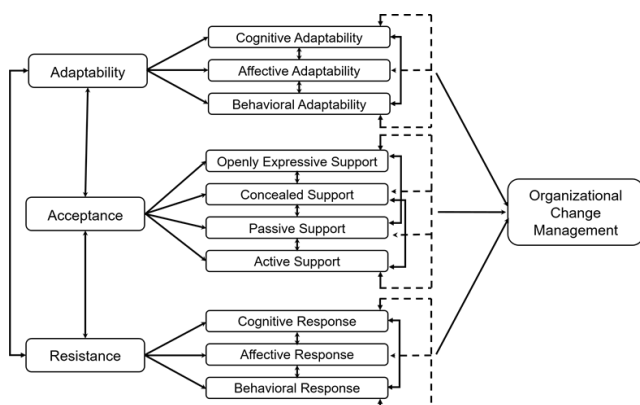 Cognitive Adaptability
Adaptability
Affective Adaptability
Behavioral Adaptability
Openly Expressive Support
Concealed Support
Acceptance
Passive Support
Active Support
Organizational
Change
Management
Cognitive Response
Resistance
Affective Response
Behavioral Response